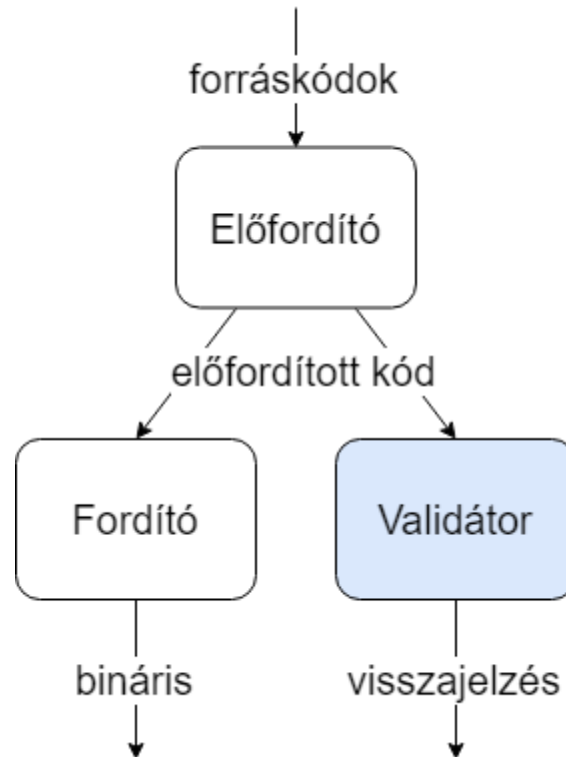 forráskódok
Előfordító
előfordított kód
Fordító
Validátor
bináris
visszajelzés